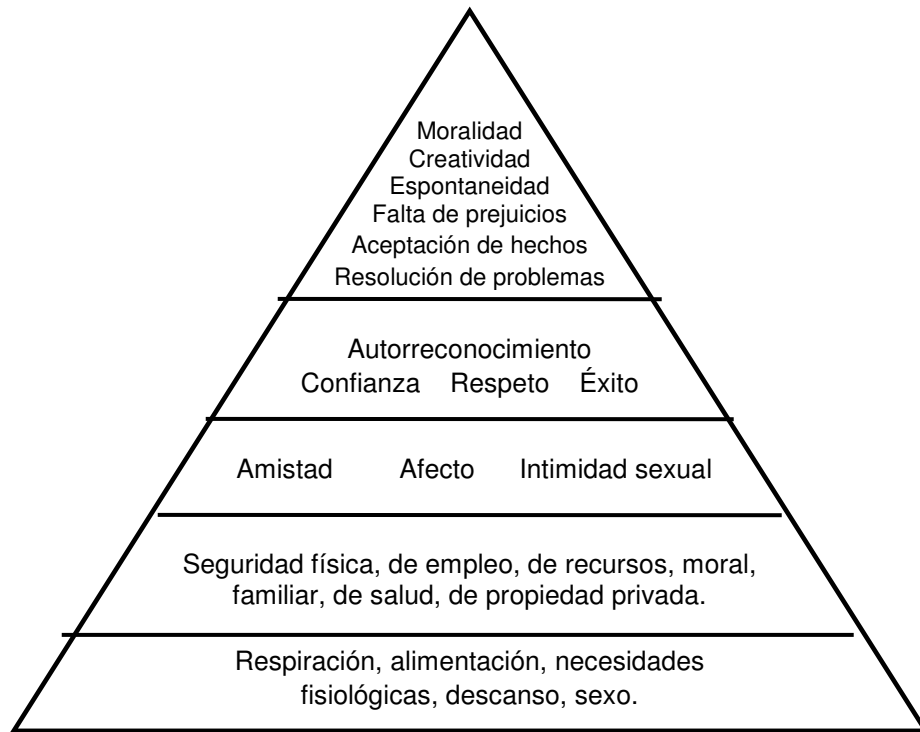 Moralidad
Creatividad
Espontaneidad
Falta de prejuicios
Aceptación de hechos
Resolución de problemas
Autorreconocimiento
Confianza Respeto Éxito
Amistad Afecto Intimidad sexual
Seguridad física, de empleo, de recursos, moral,
familiar, de salud, de propiedad privada.
Respiración, alimentación, necesidades
fisiológicas, descanso, sexo.